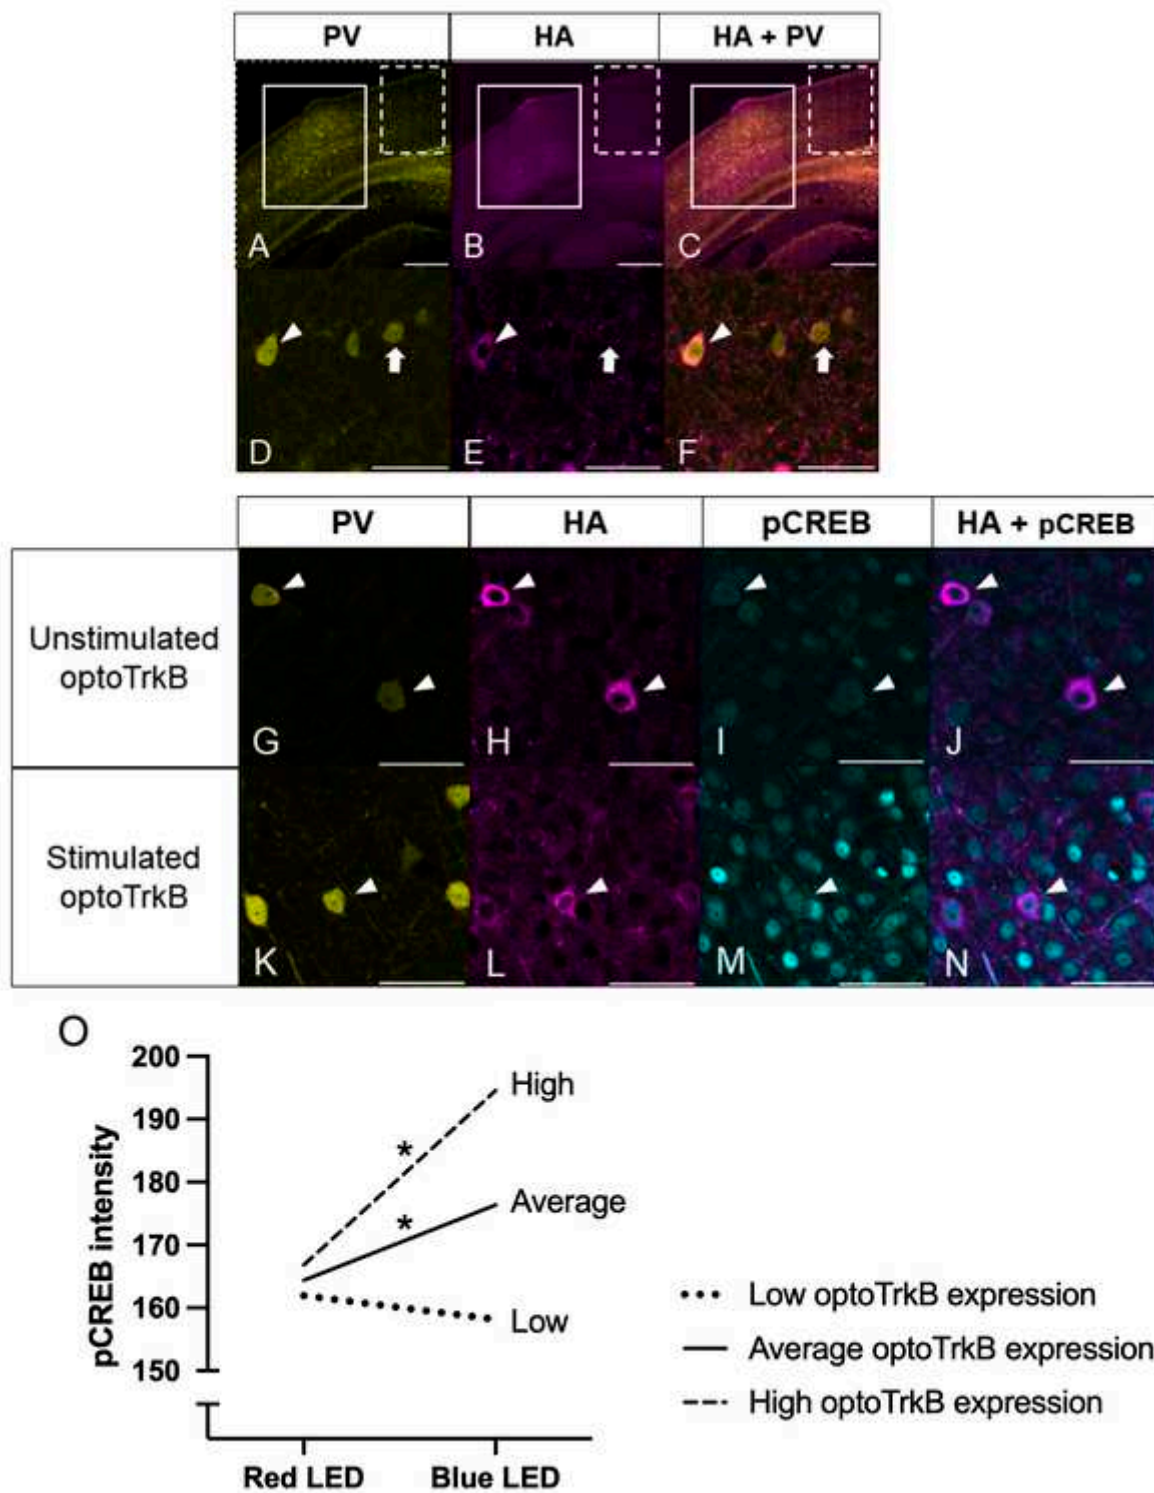 PV HA HA + PV
A B C
D E F
PV HA pCREB HA + pCREB
Unstimulated
optoTrkB
G H I J
Stimulated
optoTrkB
K L M N
O
200
190
180
170
160
150
pCREB intensity
High
*
Average
*
Low
Low optoTrkB expression
Average optoTrkB expression
High optoTrkB expression
Red LED Blue LED